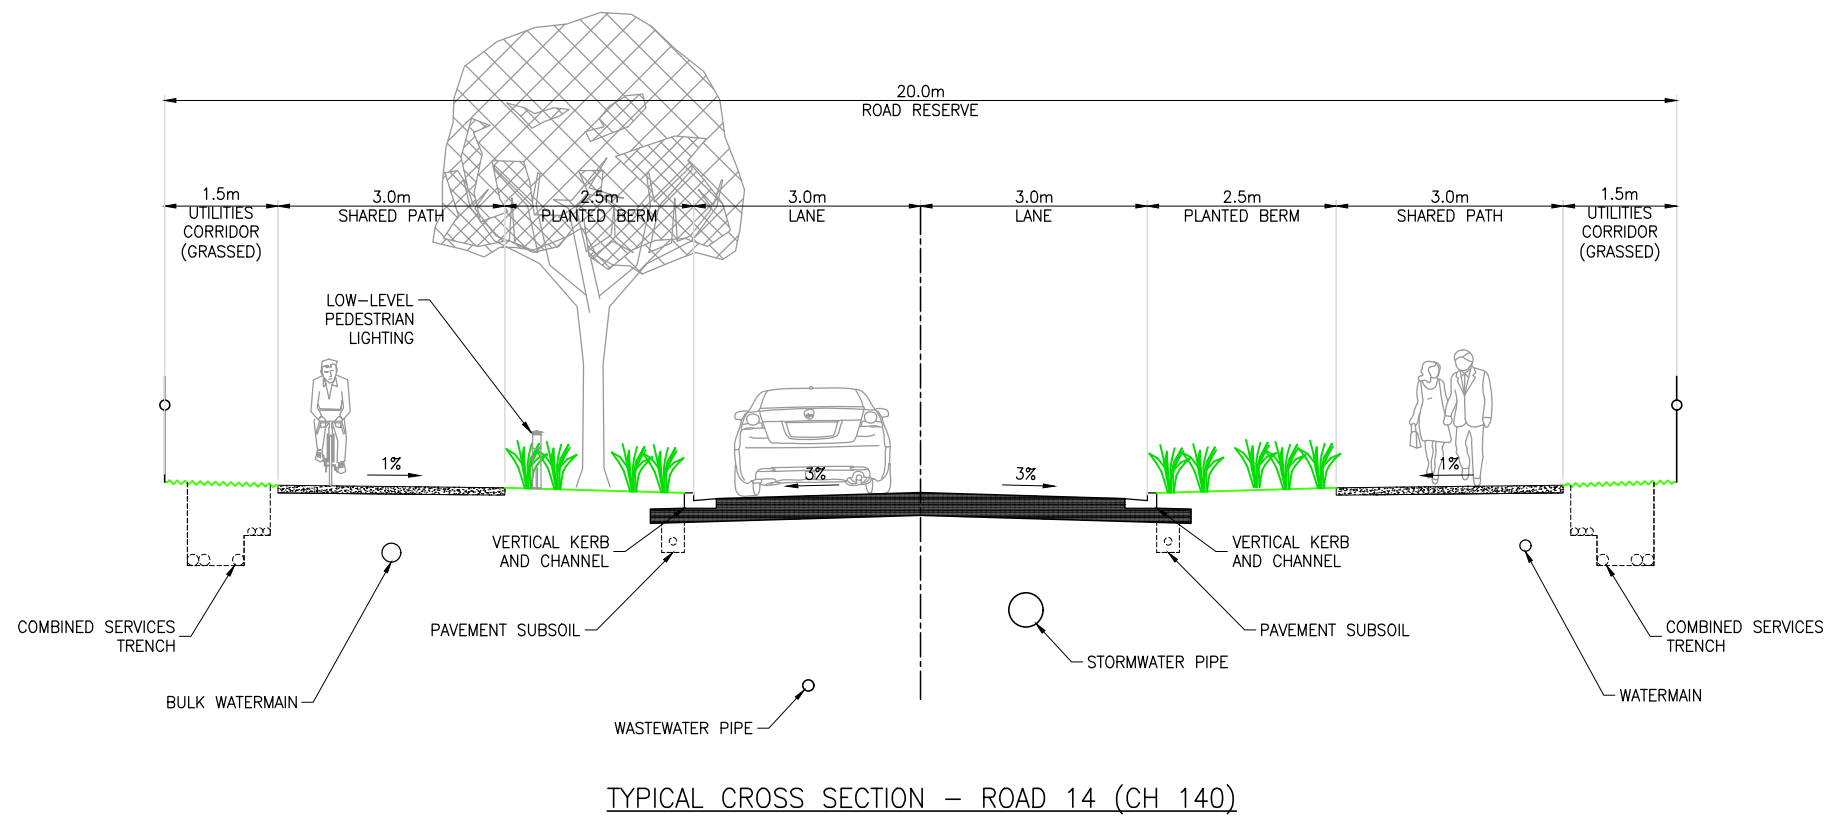 20.0m
ROAD RESERVE
1.5m
UTILITIES
CORRIDOR
(GRASSED)
3.0m
SHARED PATH
2.5m
PLANTED BERM
3.0m
LANE
3.0m
LANE
2.5m
PLANTED BERM
3.0m
SHARED PATH
1.5m
UTILITIES
CORRIDOR
(GRASSED)
LOW-LEVEL
PEDESTRIAN
LIGHTING
1%
3%
3%
1%
VERTICAL KERB
AND CHANNEL
VERTICAL KERB
AND CHANNEL
COMBINED SERVICES
TRENCH
PAVEMENT SUBSOIL
PAVEMENT SUBSOIL
COMBINED SERVICES
TRENCH
STORMWATER PIPE
BULK WATERMAIN
WATERMAIN
WASTEWATER PIPE
TYPICAL CROSS SECTION - ROAD 14 (CH 140)